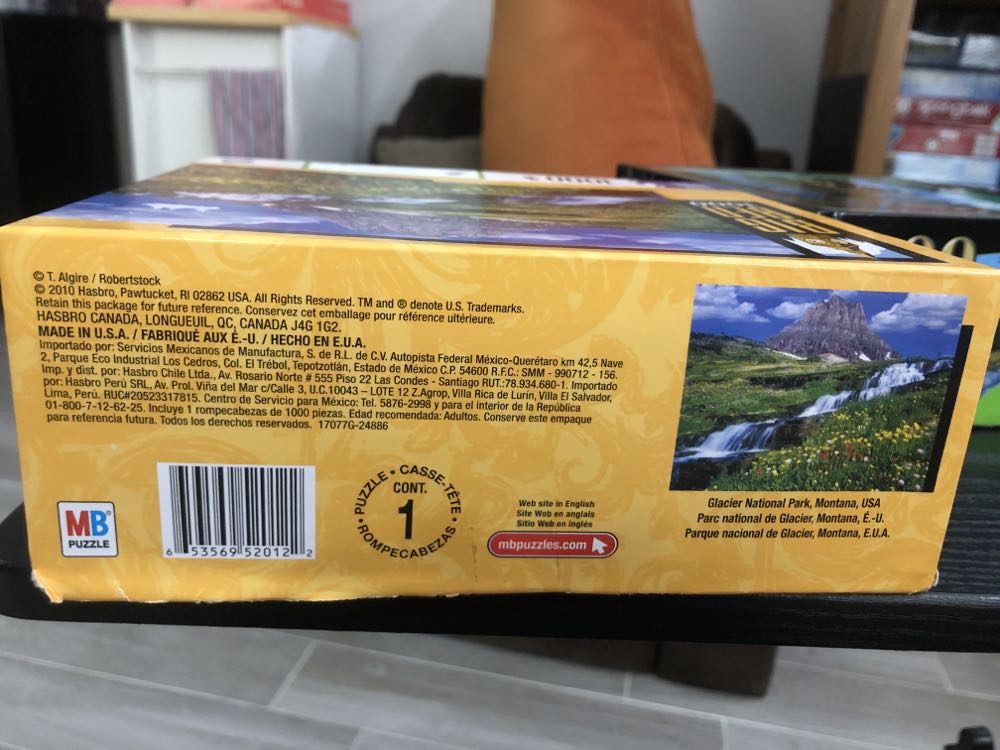 © T. Algire / Robertstock
© 2010 Hasbro, Pawtucket, RI 02862 USA. All Rights Reserved. TM and ® denote U.S. Trademarks.
Retain this package for future reference. Conservez cet emballage pour référence ultérieure.
HASBRO CANADA, LONGUEUIL, QC, CANADA J4G 1G2.
MADE IN U.S.A. / FABRIQUÉ AUX É.-U. / HECHO EN E.U.A.
Importado por: Servicios Mexicanos de Manufactura, S. de R.L. de C.V. Autopista Federal México-Querétaro km 42,5 Nave
2, Parque Eco Industrial Los Cedros, Col. El Trébol, Tepotzotlán, Estado de México C.P. 54600 R.F.C.: SMM - 990712 - 156.
Imp. y dist. por: Hasbro Chile Ltda., Av. Rosario Norte # 555 Piso 22 Las Condes - Santiago RUT.:78.934.680-1. Importado
por: Hasbro Perú SRL, Av. Prol. Viña del Mar c/Calle 3, U.C.10043 – LOTE 12 Z.Agrop, Villa Rica de Lurín, Villa El Salvador,
Lima, Perú. RUC#20523317815. Centro de Servicio para México: Tel. 5876-2998 y para el interior de la República
01-800-7-12-62-25. Incluye 1 rompecabezas de 1000 piezas. Edad recomendada: Adultos. Conserve este empaque
para referencia futura. Todos los derechos reservados. 17077G-24886
MB®
PUZZLE
6 53569 52012 2
PUZZLE • CASSE-TÊTE • ROMPECABEZAS •
CONT.
1
Web site in English
Site Web en anglais
Sitio Web en inglés
mbpuzzles.com
Glacier National Park, Montana, USA
Parc national de Glacier, Montana, É.-U.
Parque nacional de Glacier, Montana, E.U.A.